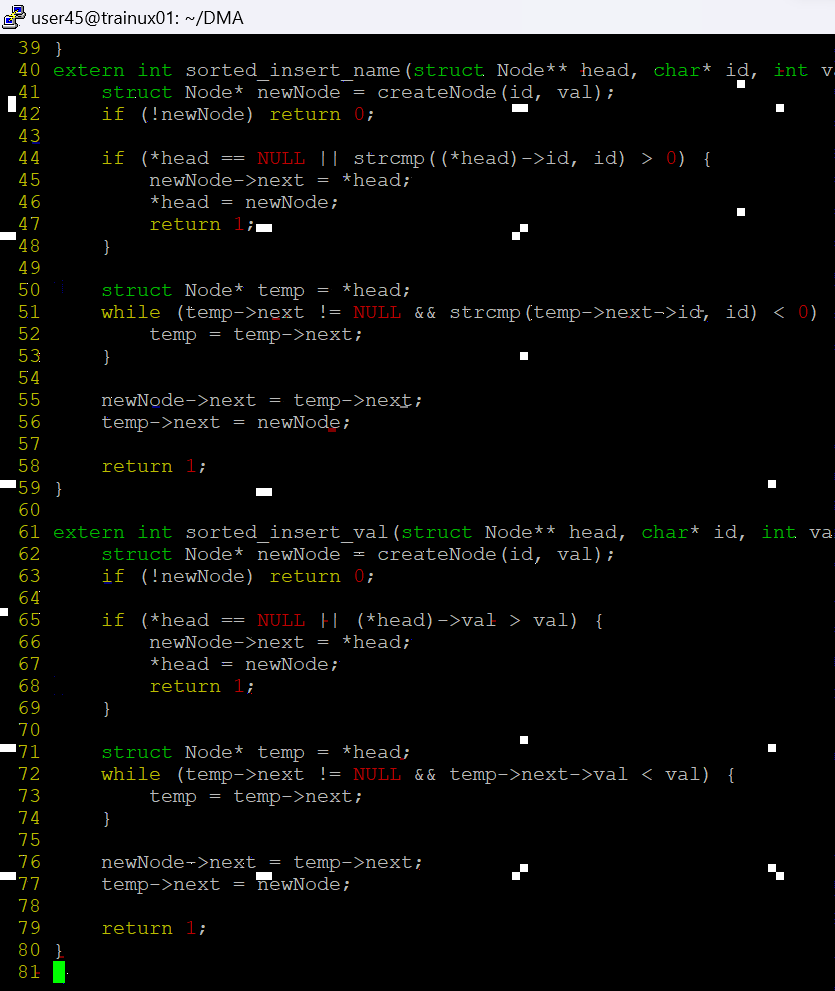 user45@trainux01: ~/DMA
39 }
40 extern int sorted_insert_name(struct Node** head, char* id, int va
41     struct Node* newNode = createNode(id, val);
42     if (!newNode) return 0;
43
44     if (*head == NULL || strcmp((*head)->id, id) > 0) {
45         newNode->next = *head;
46         *head = newNode;
47         return 1;
48     }
49
50     struct Node* temp = *head;
51     while (temp->next != NULL && strcmp(temp->next->id, id) < 0)
52         temp = temp->next;
53     }
54
55     newNode->next = temp->next;
56     temp->next = newNode;
57
58     return 1;
59 }
60
61 extern int sorted_insert_val(struct Node** head, char* id, int va
62     struct Node* newNode = createNode(id, val);
63     if (!newNode) return 0;
64
65     if (*head == NULL || (*head)->val > val) {
66         newNode->next = *head;
67         *head = newNode;
68         return 1;
69     }
70
71     struct Node* temp = *head;
72     while (temp->next != NULL && temp->next->val < val) {
73         temp = temp->next;
74     }
75
76     newNode->next = temp->next;
77     temp->next = newNode;
78
79     return 1;
80 }
81